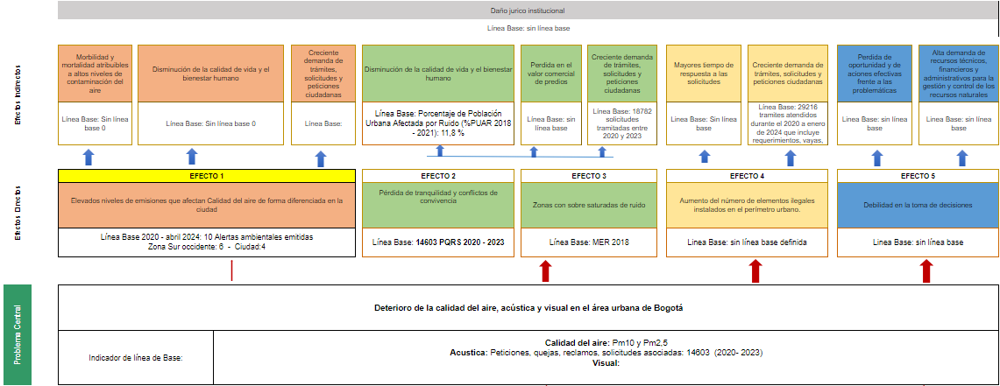 Daño jurico institucional
Línea Base: sin línea base
Efectos Indirectos
Morbilidad y
mortalidad atribuibles
a altos niveles de
contaminación del
aire
Línea Base: Sin línea
base 0
Disminución de la calidad de vida y el
bienestar humano
Línea Base: Sin línea base 0
Creciente
demanda de
trámites,
solicitudes y
peticiones
ciudadanas
Línea Base:
Disminución de la calidad de vida y el bienestar
humano
Línea Base: Porcentaje de Población
Urbana Afectada por Ruido (%PUAR 2018
- 2021): 11,8 %
Perdida en el
valor comercial
de predios
Línea Base: sin
línea base
Creciente
demanda de
trámites,
solicitudes y
peticiones
ciudadanas
Línea Base: 18782
solicitudes
tramitadas entre
2020 y 2023
Mayores tiempo de
respuesta a las
solicitudes
Línea Base: Sin línea
base
Creciente demanda de
trámites, solicitudes y
peticiones ciudadanas
Línea Base: 29216
tramites atendidos
durante el 2020 a enero
de 2024 que incluye
requerimientos, vayas,
Perdida de
oportunidad y de
aciones efectivas
frente a las
problemáticas
Línea Base: sin línea
base
Alta demanda de
recursos técnicos,
financieros y
administrativos para la
gestión y control de los
recursos naturales
Línea Base: sin línea
base
Efectos Directos
EFECTO 1
Elevados niveles de emisiones que afectan Calidad del aire de forma diferenciada en la
ciudad
Línea Base 2020 - abril 2024: 10 Alertas ambientales emitidas
Zona Sur occidente: 6 - Ciudad:4
EFECTO 2
Pérdida de tranquilidad y conflictos de
convivencia
Línea Base: 14603 PQRS 2020 - 2023
EFECTO 3
Zonas con sobre saturadas de ruido
Línea Base: MER 2018
EFECTO 4
Aumento del número de elementos ilegales
instalados en el perímetro urbano.
Linea Base: sin línea base definida
EFECTO 5
Debilidad en la toma de decisiones
Linea Base: sin línea base
Problema Central
Deterioro de la calidad del aire, acústica y visual en el área urbana de Bogotá
Indicador de línea de Base:
Calidad del aire: Pm10 y Pm2,5
Acustica: Peticiones, quejas, reclamos, solicitudes asociadas: 14603 (2020- 2023)
Visual: